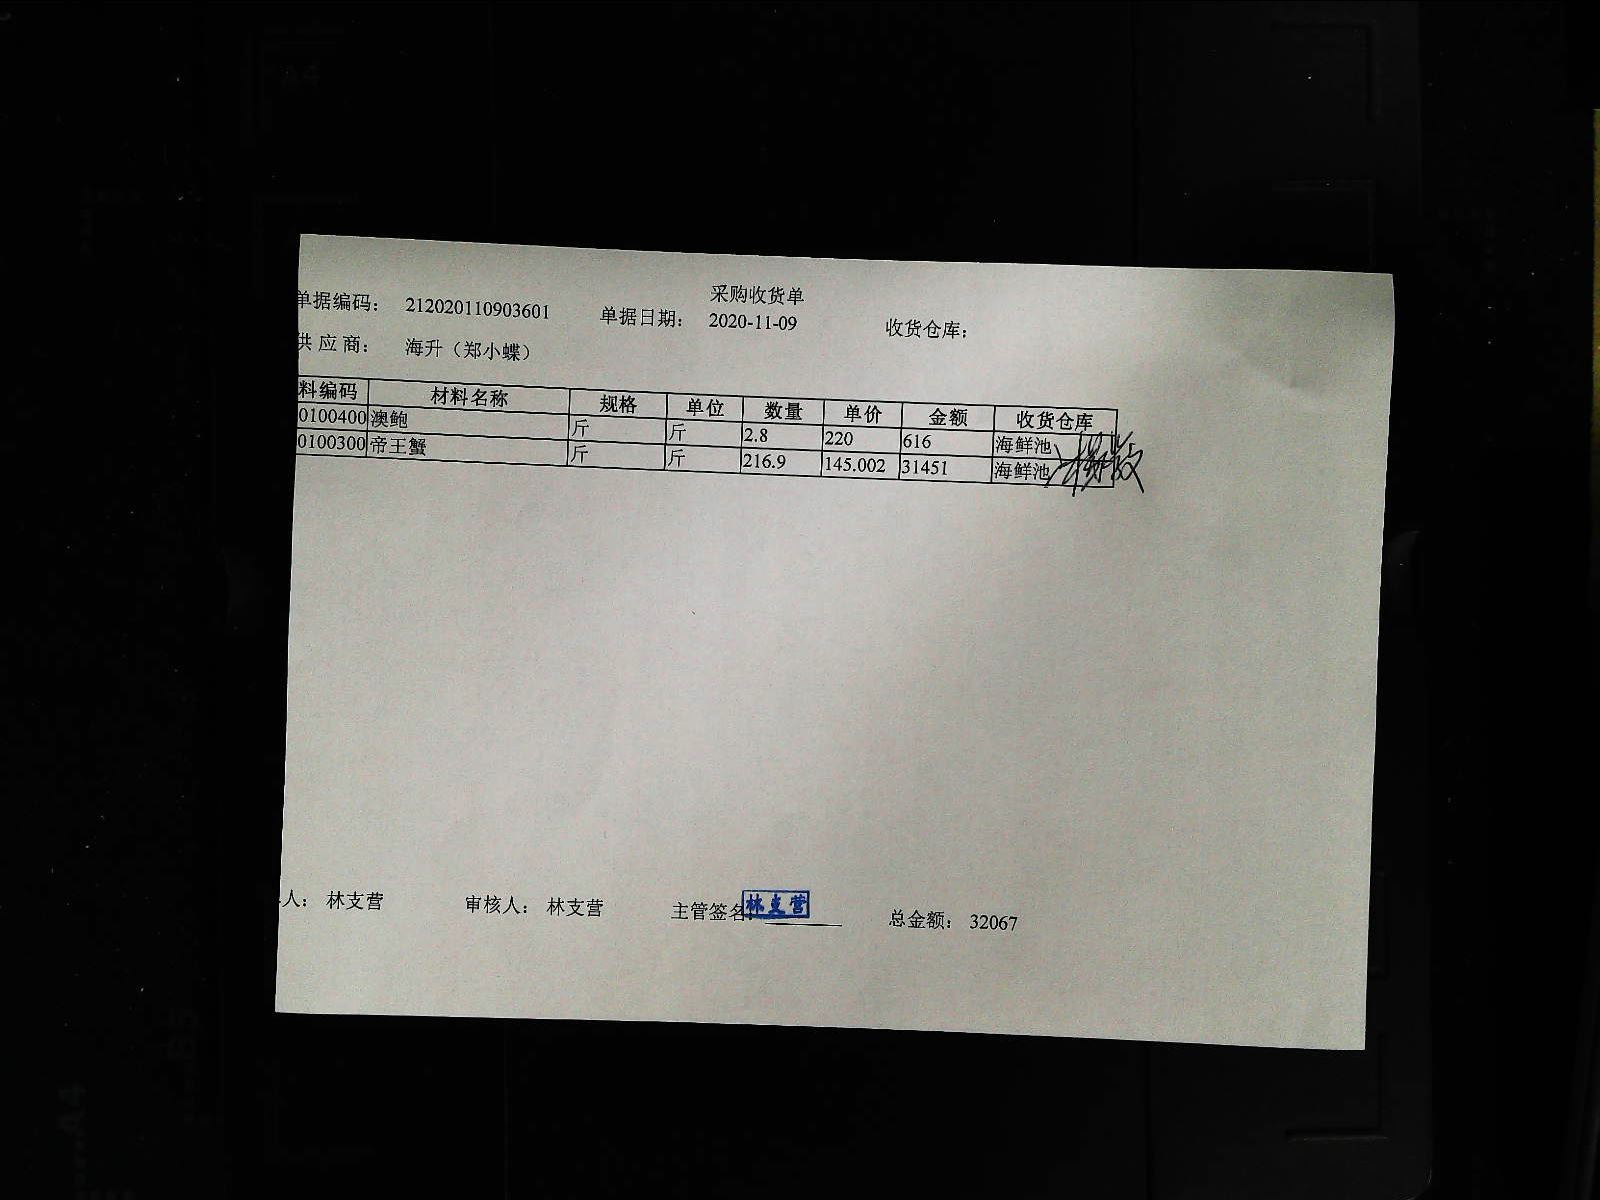 采购收货单
单据编码： 212020110903601 单据日期： 2020-11-09 收货仓库：
供应商： 海升（郑小蝶）
料编码 材料名称 规格 单位 数量 单价 金额 收货仓库
0100400 澳鲍 斤 斤 2.8 220 616 海鲜池
0100300 帝王蟹 斤 斤 216.9 145.002 31451 海鲜池
人： 林支营 审核人： 林支营 主管签名： 林支营 总金额： 32067